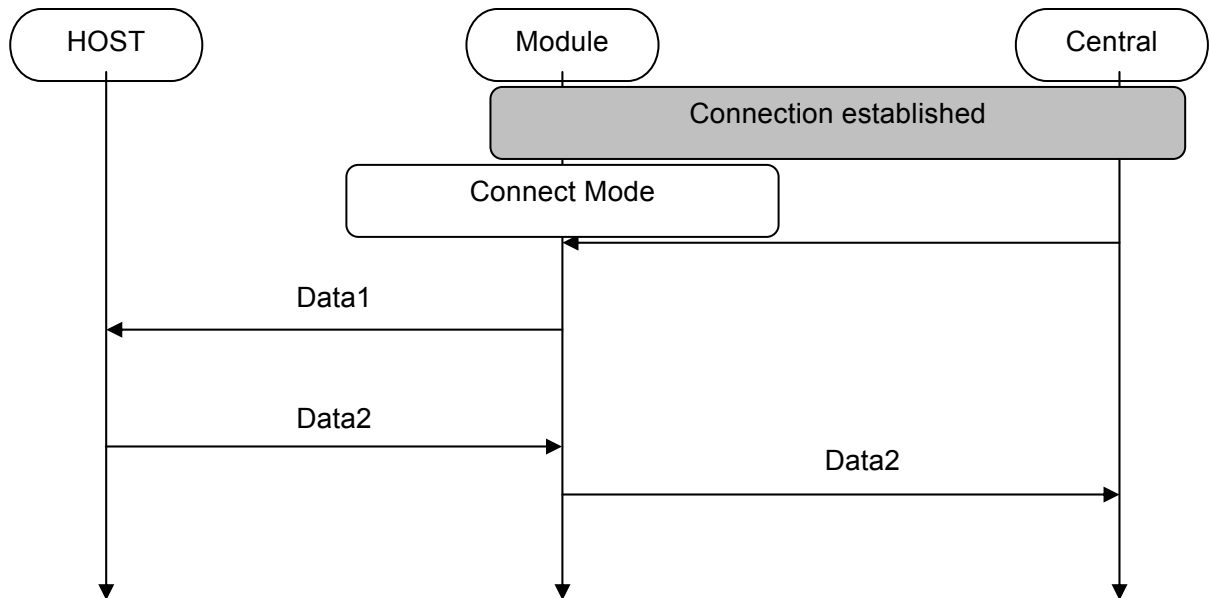 HOST
Module
Central
Connection established
Connect Mode
Data1
Data2
Data2